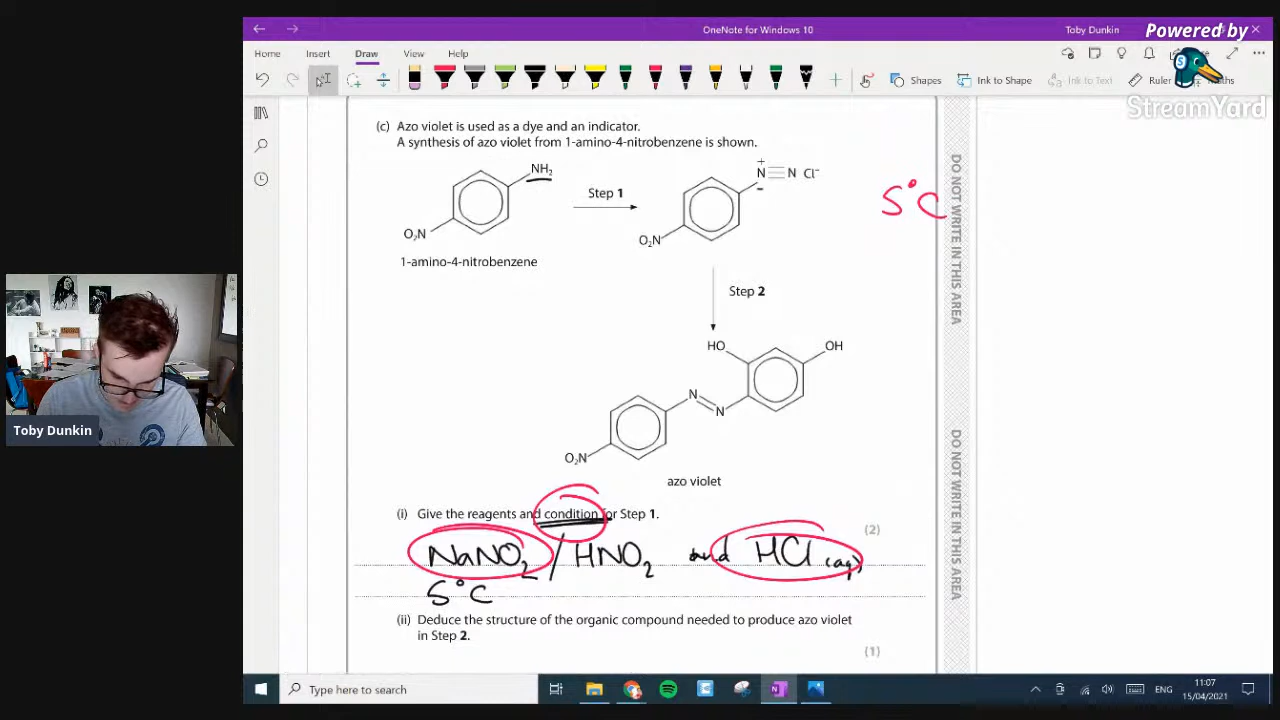 OneNote for Windows 10
Toby Dunkin
Powered by
StreamYard
Home Insert Draw View Help
Shapes Ink to Shape Ink to Text Ruler Maths
(c) Azo violet is used as a dye and an indicator.
A synthesis of azo violet from 1-amino-4-nitrobenzene is shown.
NH₂
O₂N
1-amino-4-nitrobenzene
Step 1
+
N≡N Cl⁻
O₂N
5°C
Step 2
HO
OH
N
N
O₂N
azo violet
(i) Give the reagents and condition for Step 1.
(2)
NaNO₂ / HNO₂ and HCl (aq)
5°C
(ii) Deduce the structure of the organic compound needed to produce azo violet
in Step 2.
(1)
DO NOT WRITE IN THIS AREA
DO NOT WRITE IN THIS AREA
Toby Dunkin
Type here to search
ENG
11:07
15/04/2021